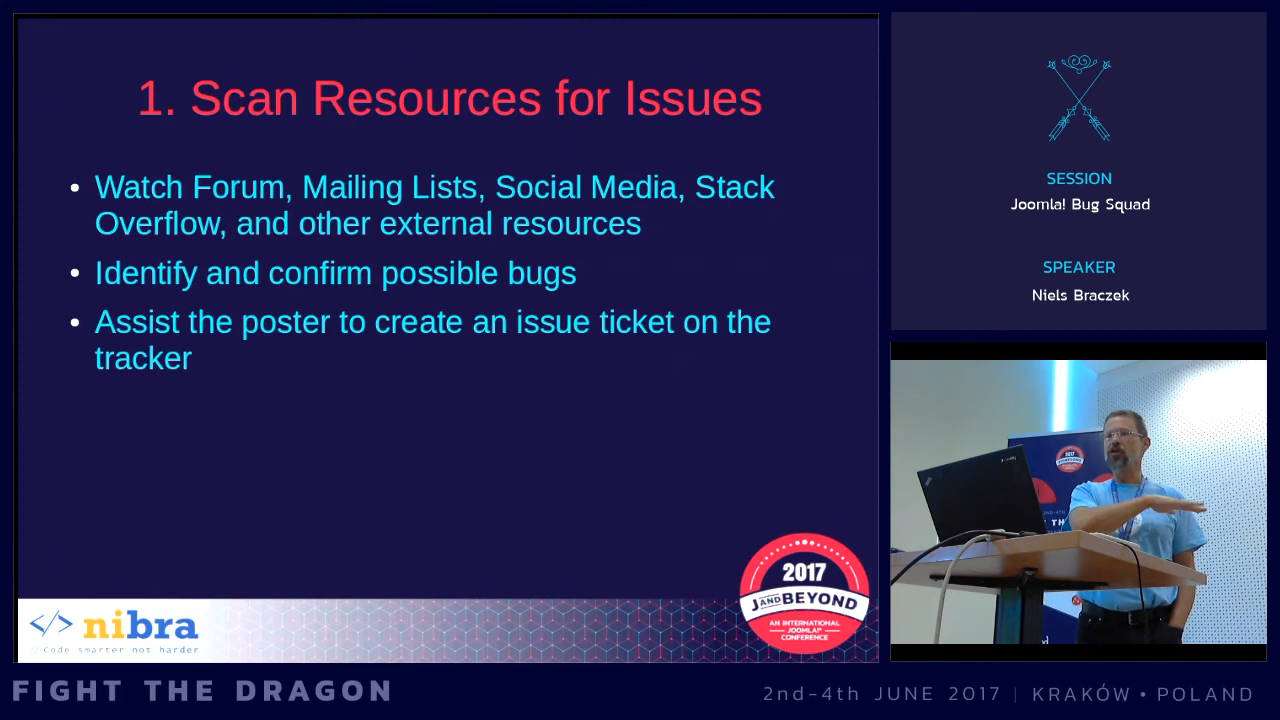 1. Scan Resources for Issues
Watch Forum, Mailing Lists, Social Media, Stack
Overflow, and other external resources
Identify and confirm possible bugs
Assist the poster to create an issue ticket on the
tracker
</> nibra
// Code smarter not harder
2017
J AND BEYOND
AN INTERNATIONAL
JOOMLA!®
CONFERENCE
SESSION
Joomla! Bug Squad
SPEAKER
Niels Braczek
2017
FIGHT THE DRAGON
2nd-4th JUNE 2017 | KRAKÓW • POLAND